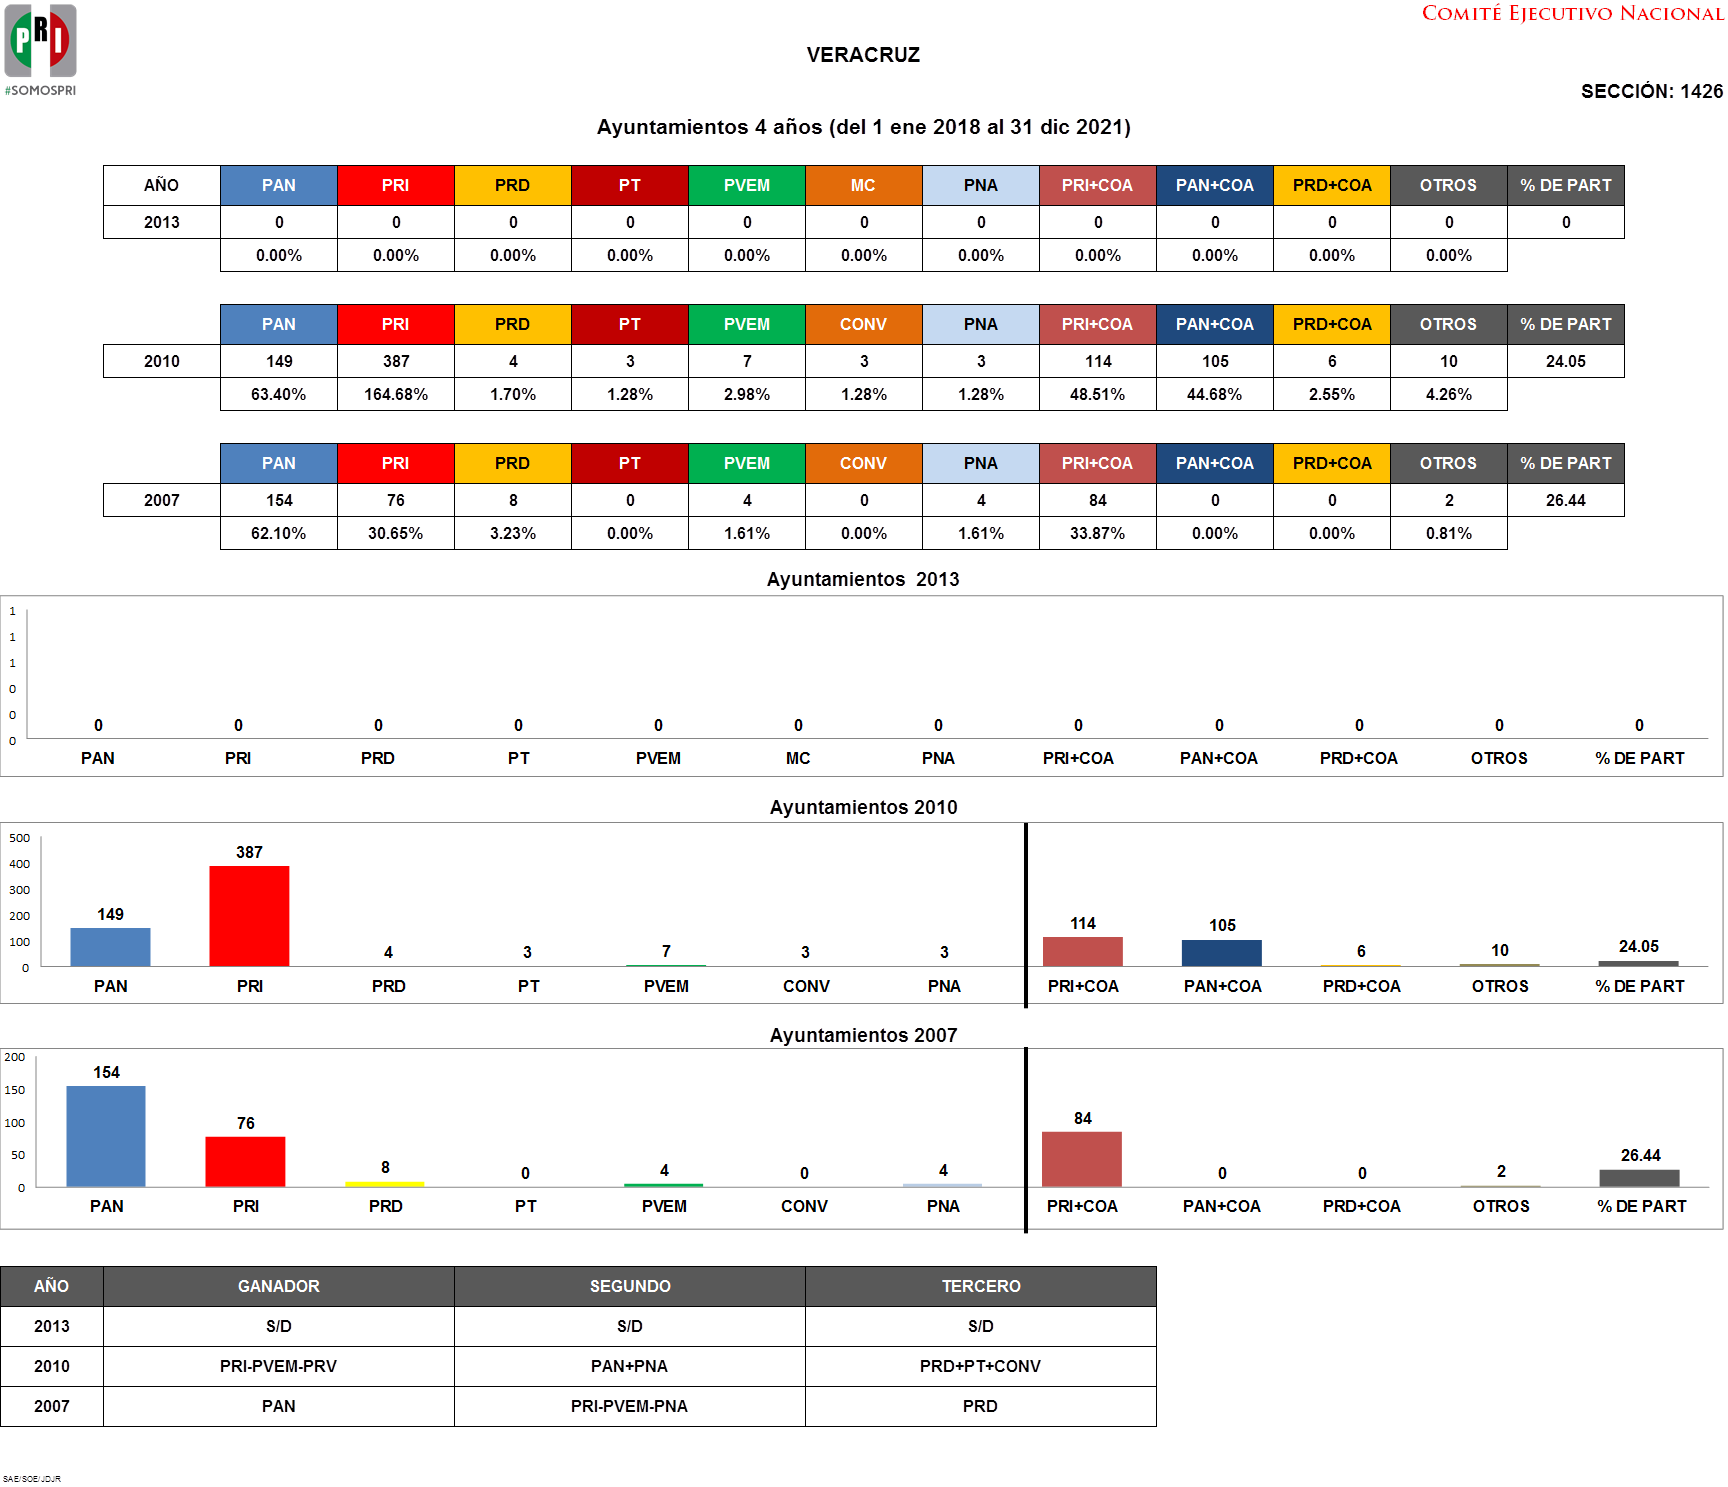 PRI
#SOMOSPRI
COMITÉ EJECUTIVO NACIONAL
VERACRUZ
SECCIÓN: 1426
Ayuntamientos 4 años (del 1 ene 2018 al 31 dic 2021)
AÑO PAN PRI PRD PT PVEM MC PNA PRI+COA PAN+COA PRD+COA OTROS % DE PART
2013 0 0 0 0 0 0 0 0 0 0 0 0
0.00% 0.00% 0.00% 0.00% 0.00% 0.00% 0.00% 0.00% 0.00% 0.00% 0.00%
PAN PRI PRD PT PVEM CONV PNA PRI+COA PAN+COA PRD+COA OTROS % DE PART
2010 149 387 4 3 7 3 3 114 105 6 10 24.05
63.40% 164.68% 1.70% 1.28% 2.98% 1.28% 1.28% 48.51% 44.68% 2.55% 4.26%
PAN PRI PRD PT PVEM CONV PNA PRI+COA PAN+COA PRD+COA OTROS % DE PART
2007 154 76 8 0 4 0 4 84 0 0 2 26.44
62.10% 30.65% 3.23% 0.00% 1.61% 0.00% 1.61% 33.87% 0.00% 0.00% 0.81%
Ayuntamientos 2013
1
1
1
0
0
0
0 0 0 0 0 0 0 0 0 0 0 0
PAN PRI PRD PT PVEM MC PNA PRI+COA PAN+COA PRD+COA OTROS % DE PART
Ayuntamientos 2010
500
400
300
200
100
0
149 387 4 3 7 3 3 114 105 6 10 24.05
PAN PRI PRD PT PVEM CONV PNA PRI+COA PAN+COA PRD+COA OTROS % DE PART
Ayuntamientos 2007
200
150
100
50
0
154 76 8 0 4 0 4 84 0 0 2 26.44
PAN PRI PRD PT PVEM CONV PNA PRI+COA PAN+COA PRD+COA OTROS % DE PART
AÑO GANADOR SEGUNDO TERCERO
2013 S/D S/D S/D
2010 PRI-PVEM-PRV PAN+PNA PRD+PT+CONV
2007 PAN PRI-PVEM-PNA PRD
SAE/SOE/JDJR